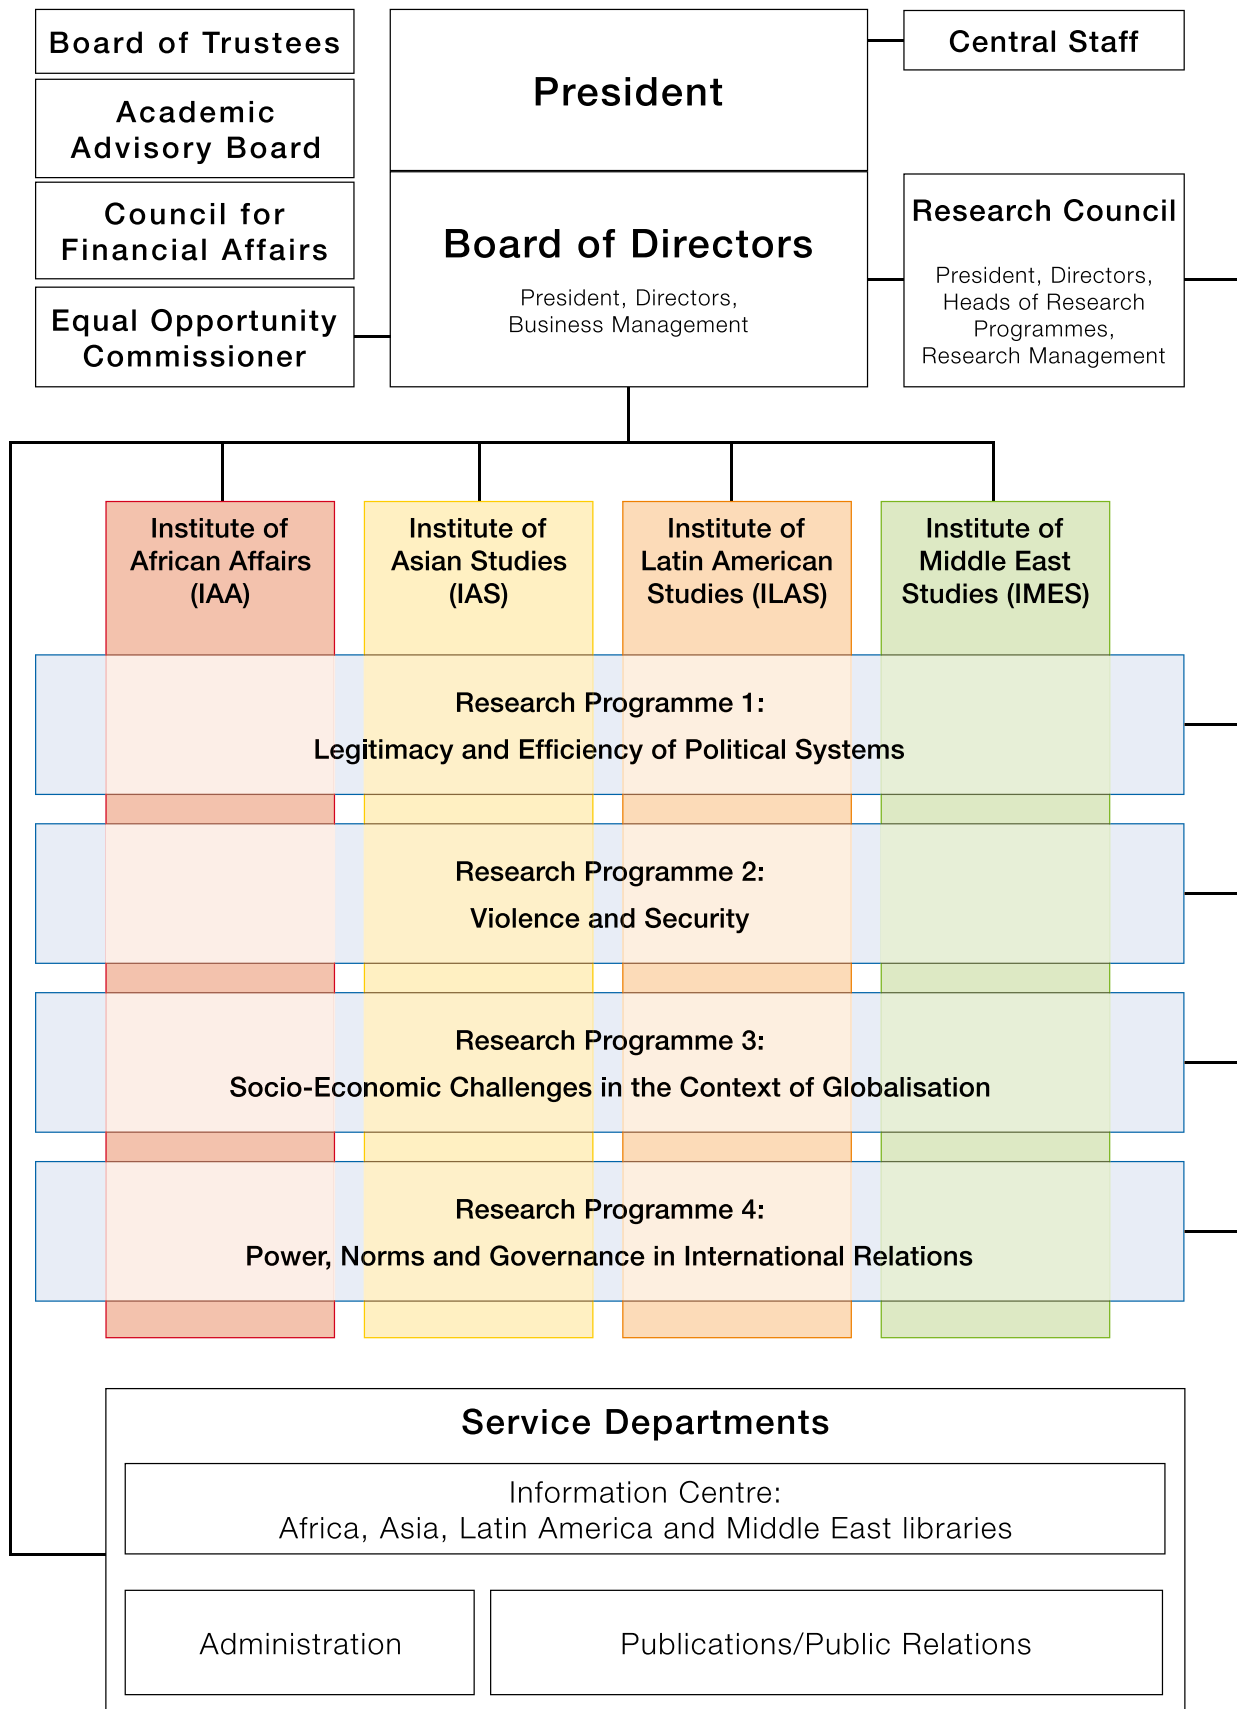 Board of Trustees
Academic
Advisory Board
Council for
Financial Affairs
Equal Opportunity
Commissioner
President
Board of Directors
President, Directors,
Business Management
Central Staff
Research Council
President, Directors,
Heads of Research
Programmes,
Research Management
Institute of
African Affairs
(IAA)
Institute of
Asian Studies
(IAS)
Institute of
Latin American
Studies (ILAS)
Institute of
Middle East
Studies (IMES)
Research Programme 1:
Legitimacy and Efficiency of Political Systems
Research Programme 2:
Violence and Security
Research Programme 3:
Socio-Economic Challenges in the Context of Globalisation
Research Programme 4:
Power, Norms and Governance in International Relations
Service Departments
Information Centre:
Africa, Asia, Latin America and Middle East libraries
Administration
Publications/Public Relations